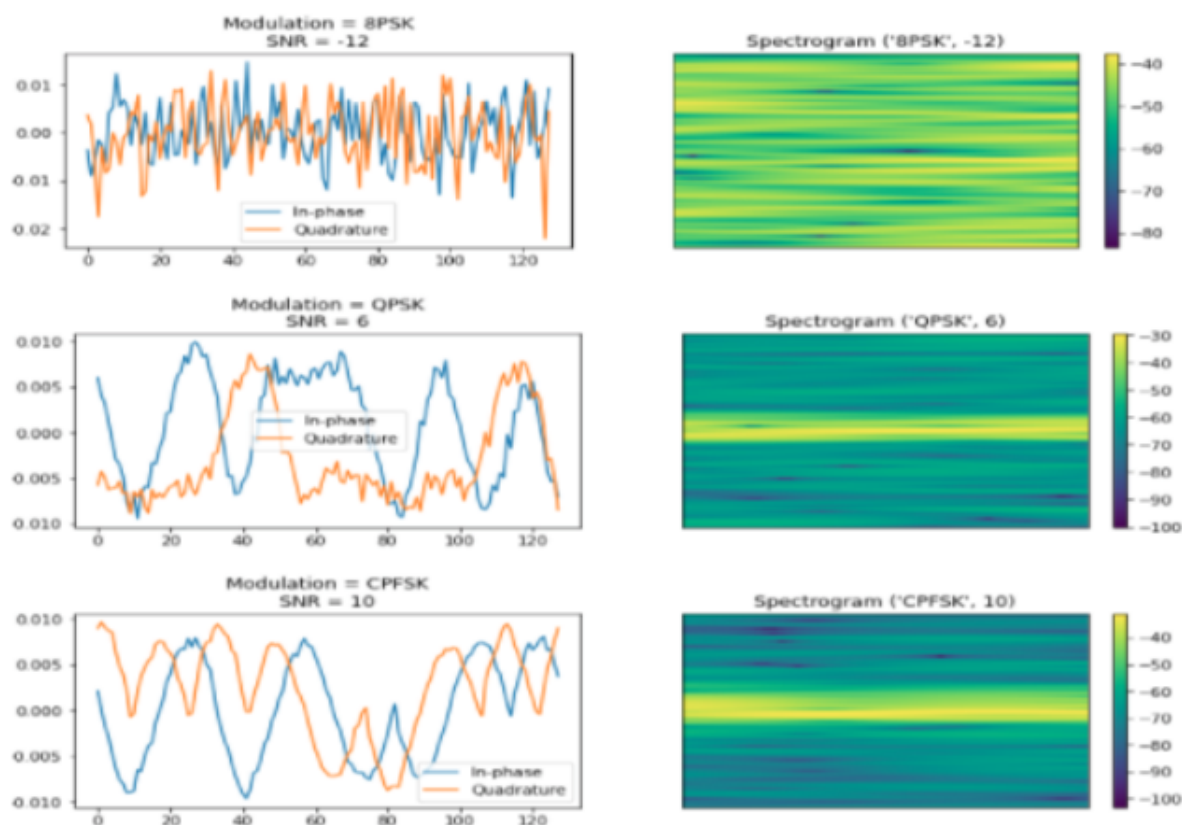 Modulation = 8PSK
SNR = -12
0.01
0.00
0.01
0.02
In-phase
Quadrature
0 20 40 60 80 100 120
Spectrogram ('8PSK', -12)
−40
−50
−60
−70
−80
Modulation = QPSK
SNR = 6
0.010
0.005
0.000
0.005
0.010
In-phase
Quadrature
0 20 40 60 80 100 120
Spectrogram ('QPSK', 6)
−30
−40
−50
−60
−70
−80
−90
−100
Modulation = CPFSK
SNR = 10
0.010
0.005
0.000
0.005
0.010
In-phase
Quadrature
0 20 40 60 80 100 120
Spectrogram ('CPFSK', 10)
−40
−50
−60
−70
−80
−90
−100